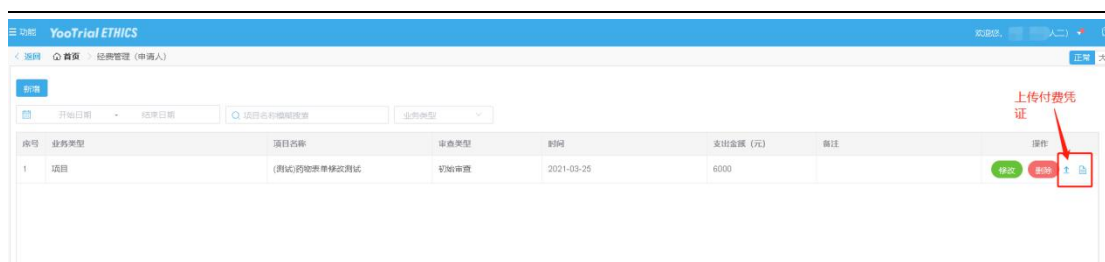 功能 YooTrial ETHICS 欢迎您, 人二)
< 返回 首页 > 经费管理 (申请人) 正常 大
新增
上传付费凭
证
开始日期 - 结束日期 项目名称模糊搜索 业务类型
序号 业务类型 项目名称 审查类型 时间 支出金额 (元) 备注 操作
1 项目 (测试)药物表单修改测试 初始审查 2021-03-25 6000 修改 删除